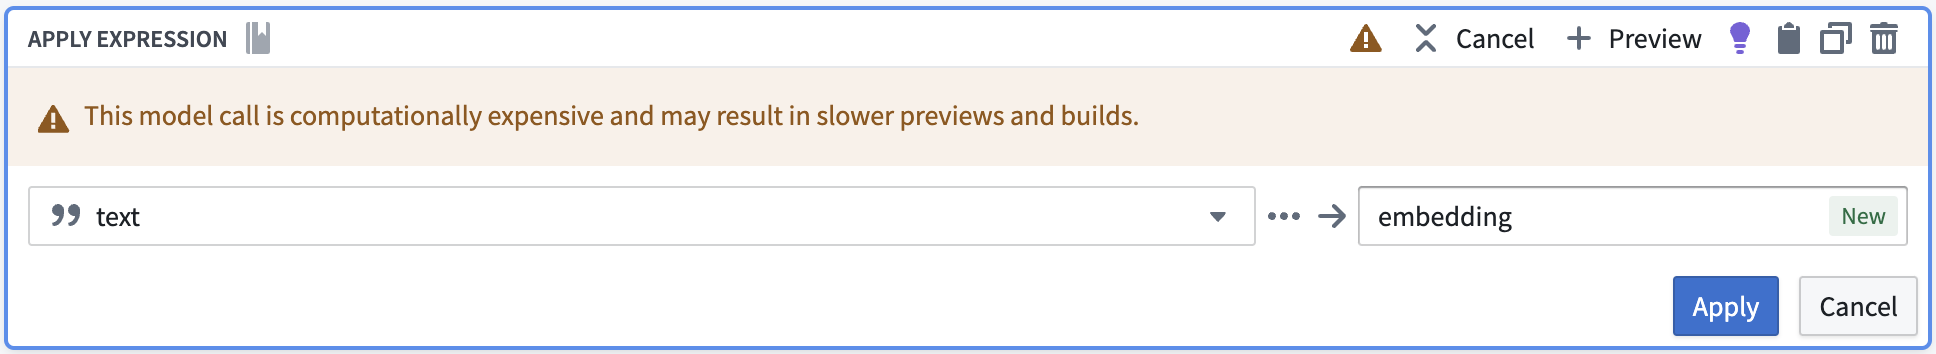 APPLY EXPRESSION Cancel Preview
This model call is computationally expensive and may result in slower previews and builds.
text embedding New
Apply Cancel